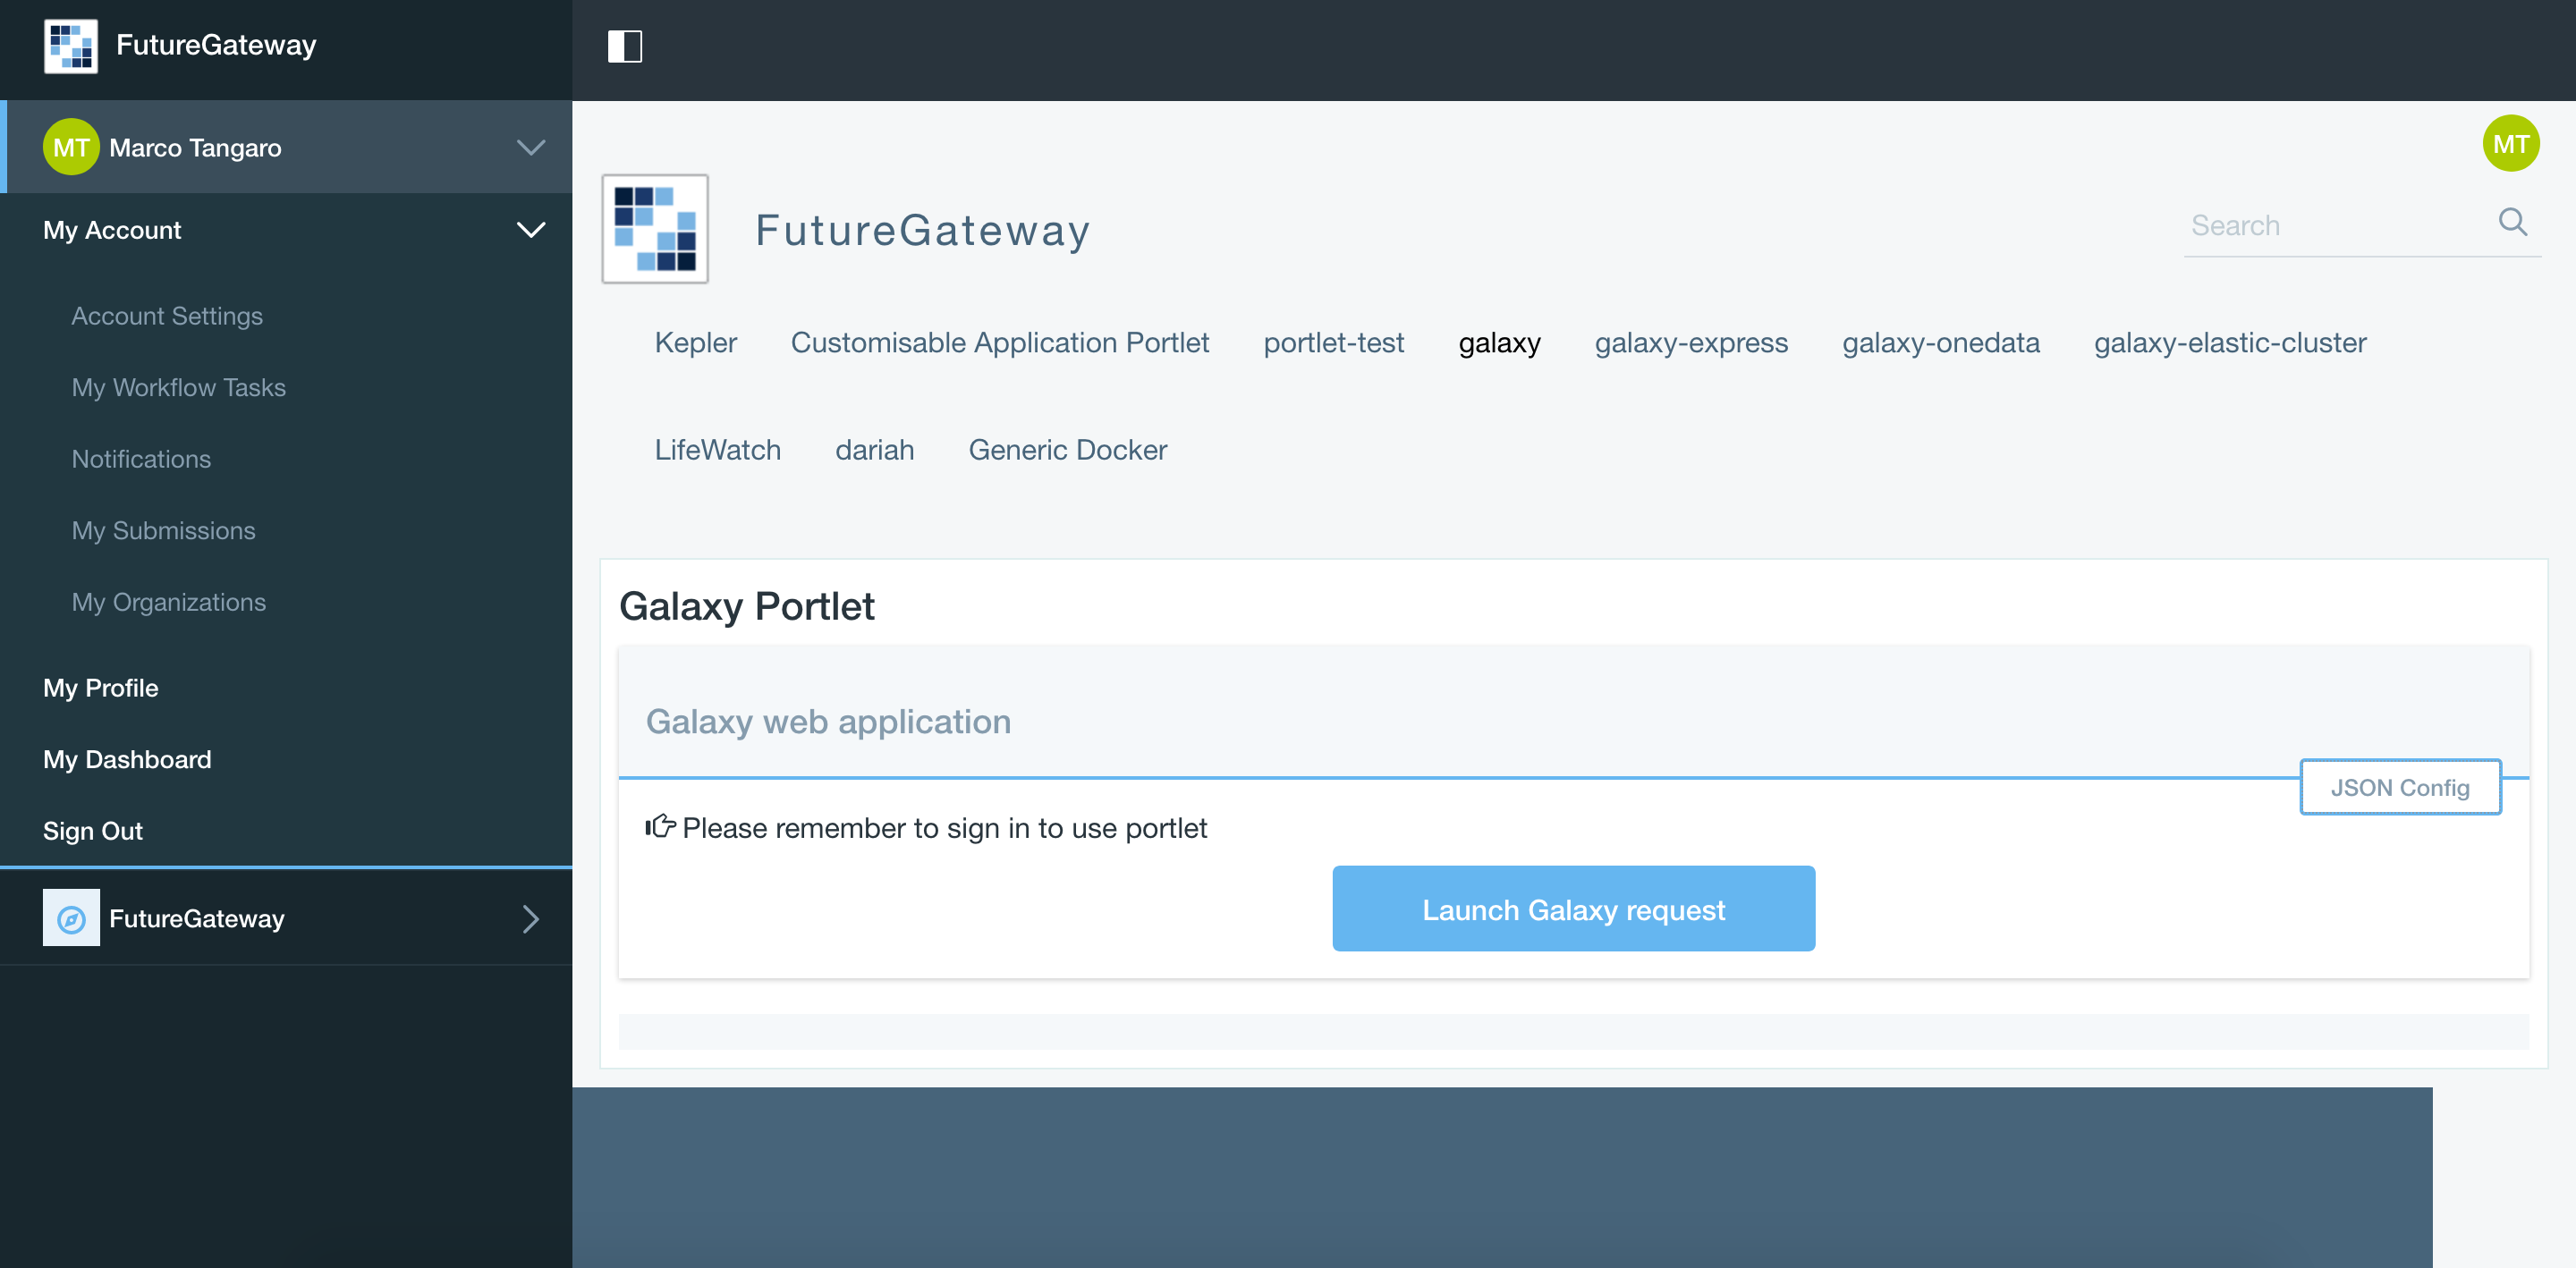 FutureGateway
MT Marco Tangaro
My Account
Account Settings
My Workflow Tasks
Notifications
My Submissions
My Organizations
My Profile
My Dashboard
Sign Out
FutureGateway
MT
FutureGateway
Search
Kepler Customisable Application Portlet portlet-test galaxy galaxy-express galaxy-onedata galaxy-elastic-cluster
LifeWatch dariah Generic Docker
Galaxy Portlet
Galaxy web application
JSON Config
Please remember to sign in to use portlet
Launch Galaxy request